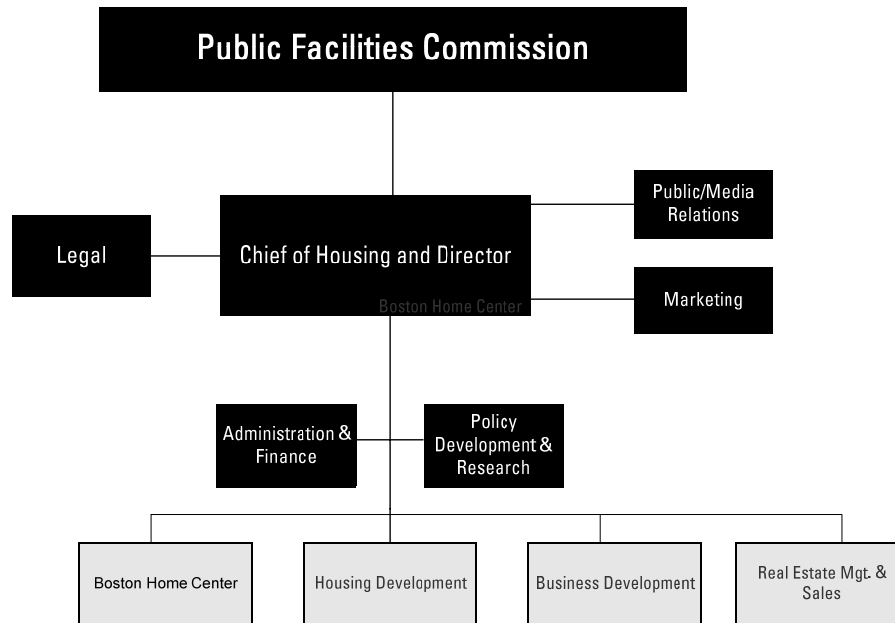 Public Facilities Commission
Public/Media
Relations
Legal
Chief of Housing and Director
Boston Home Center
Marketing
Administration &
Finance
Policy
Development &
Research
Boston Home Center
Housing Development
Business Development
Real Estate Mgt. &
Sales